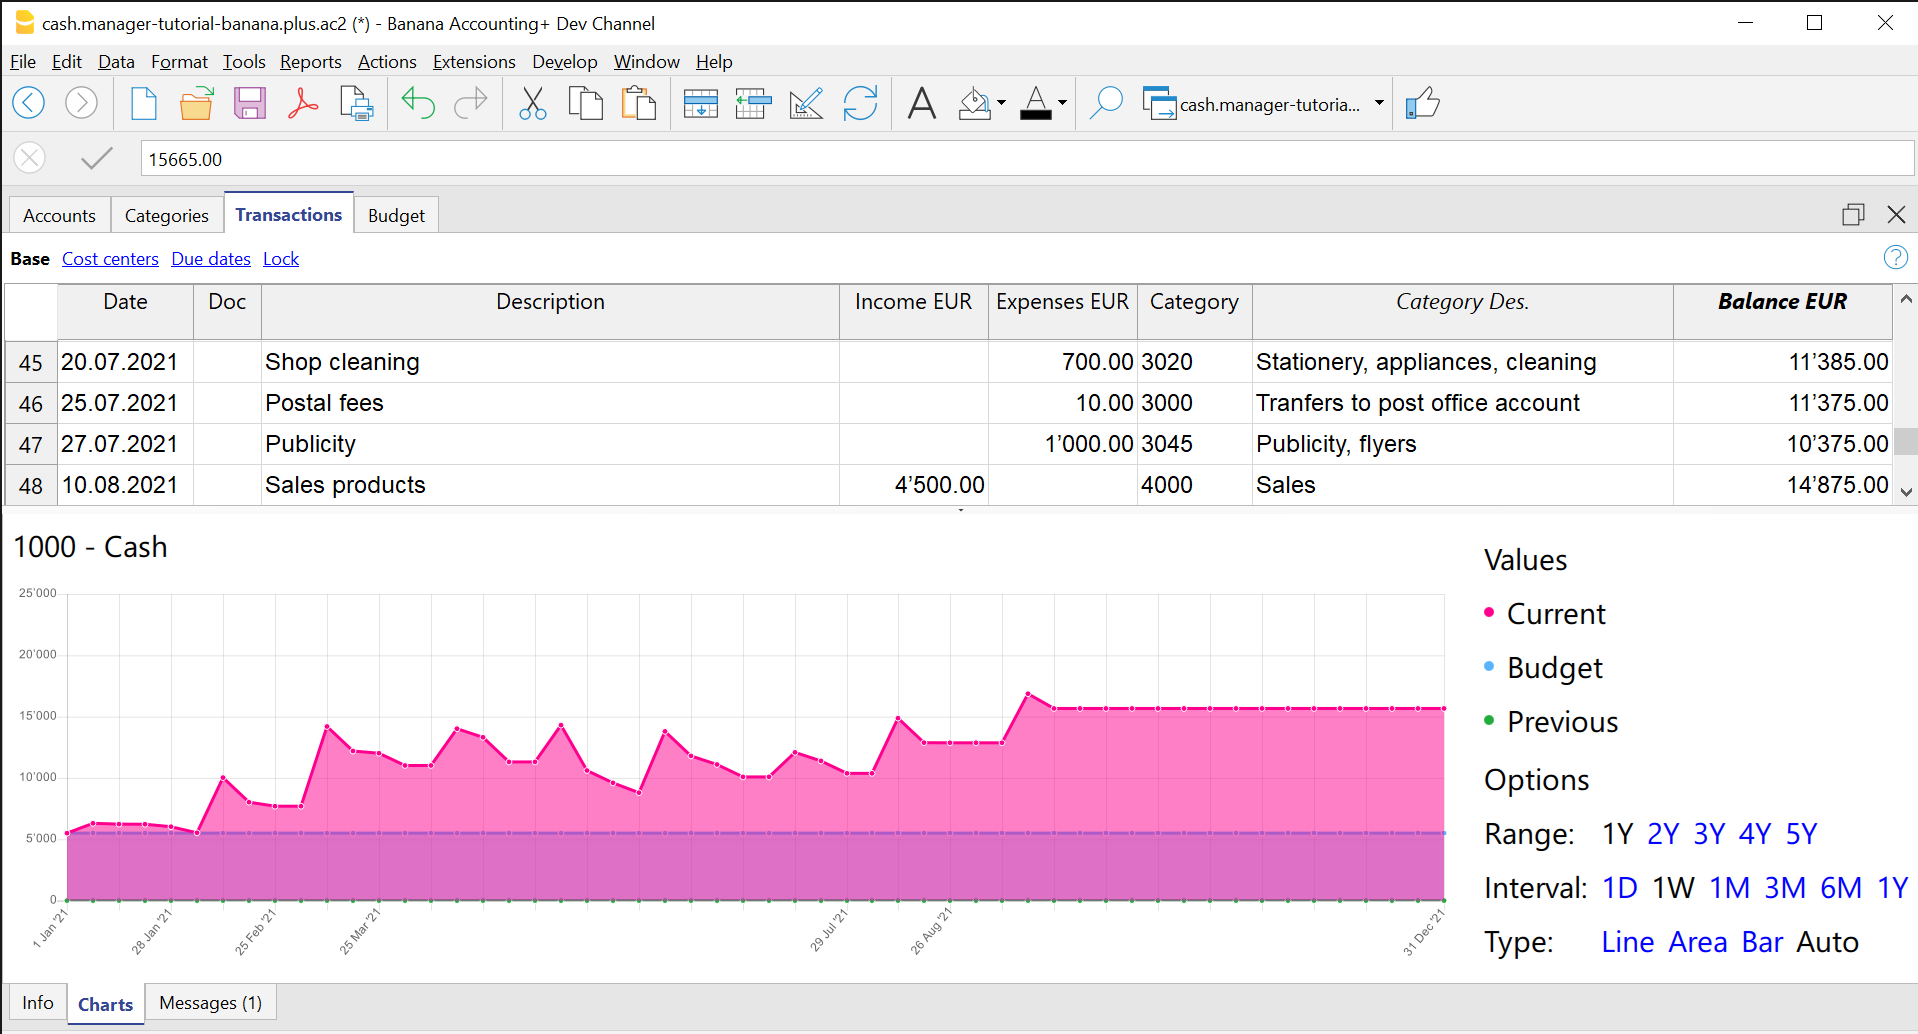 cash.manager-tutorial-banana.plus.ac2 (*) - Banana Accounting+ Dev Channel
File Edit Data Format Tools Reports Actions Extensions Develop Window Help
A A cash.manager-tutoria...
15665.00
Accounts Categories Transactions Budget
Base Cost centers Due dates Lock ?
Date Doc Description Income EUR Expenses EUR Category Category Des. Balance EUR
45 20.07.2021 Shop cleaning 700.00 3020 Stationery, appliances, cleaning 11’385.00
46 25.07.2021 Postal fees 10.00 3000 Tranfers to post office account 11’375.00
47 27.07.2021 Publicity 1’000.00 3045 Publicity, flyers 10’375.00
48 10.08.2021 Sales products 4’500.00 4000 Sales 14’875.00
1000 - Cash
25'000
20'000
15'000
10'000
5'000
0
1 Jan '21 28 Jan '21 25 Feb '21 25 Mar '21 29 Jul '21 26 Aug '21 31 Dec '21
Values
Current
Budget
Previous
Options
Range: 1Y 2Y 3Y 4Y 5Y
Interval: 1D 1W 1M 3M 6M 1Y
Type: Line Area Bar Auto
Info Charts Messages (1)